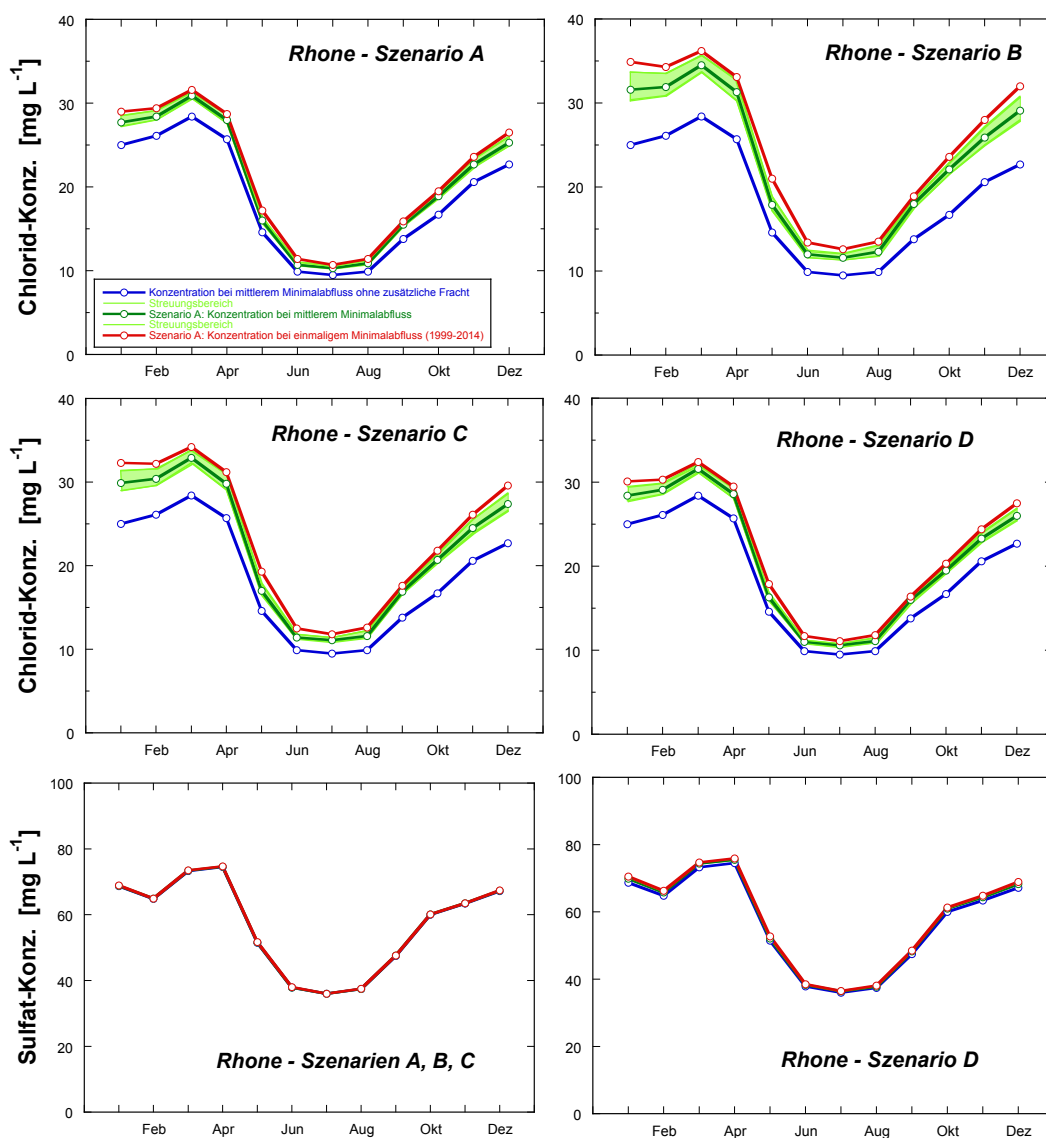 Chlorid-Konz. [mg L-1]
40
30
20
10
0
Rhone - Szenario A
Konzentration bei mittlerem Minimalabfluss ohne zusätzliche Fracht
Streuungsbereich
Szenario A: Konzentration bei mittlerem Minimalabfluss
Streuungsbereich
Szenario A: Konzentration bei einmaligem Minimalabfluss (1999-2014)
Feb Apr Jun Aug Okt Dez
40
30
20
10
0
Rhone - Szenario B
Feb Apr Jun Aug Okt Dez
Chlorid-Konz. [mg L-1]
40
30
20
10
0
Rhone - Szenario C
Feb Apr Jun Aug Okt Dez
40
30
20
10
0
Rhone - Szenario D
Feb Apr Jun Aug Okt Dez
Sulfat-Konz. [mg L-1]
100
80
60
40
20
0
Rhone - Szenarien A, B, C
Feb Apr Jun Aug Okt Dez
100
80
60
40
20
0
Rhone - Szenario D
Feb Apr Jun Aug Okt Dez